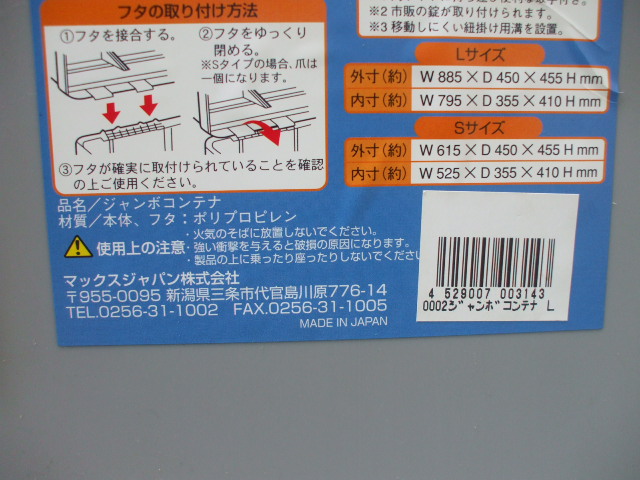 フタの取り付け方法
①フタを接合する。
②フタをゆっくり
閉める。
※Sタイプの場合、爪は
一個になります。
③フタが確実に取付けられていることを確認
の上ご使用ください。
※2 市販の錠が取り付けられます。
※3 移動しにくい紐掛け用溝を設置。
Lサイズ
外寸（約） W 885 × D 450 × 455 H mm
内寸（約） W 795 × D 355 × 410 H mm
Sサイズ
外寸（約） W 615 × D 450 × 455 H mm
内寸（約） W 525 × D 355 × 410 H mm
品名／ジャンボコンテナ
材質／本体、フタ：ポリプロピレン
使用上の注意
・火気のそばに放置しないでください。
・強い衝撃を与えると破損の原因になります。
・製品の上に乗ったり座ったりしないでくださ
マックスジャパン株式会社
〒955-0095 新潟県三条市代官島川原776-14
TEL.0256-31-1002 FAX.0256-31-1005
MADE IN JAPAN
4 529007 003143
0002ジャンボコンテナ L